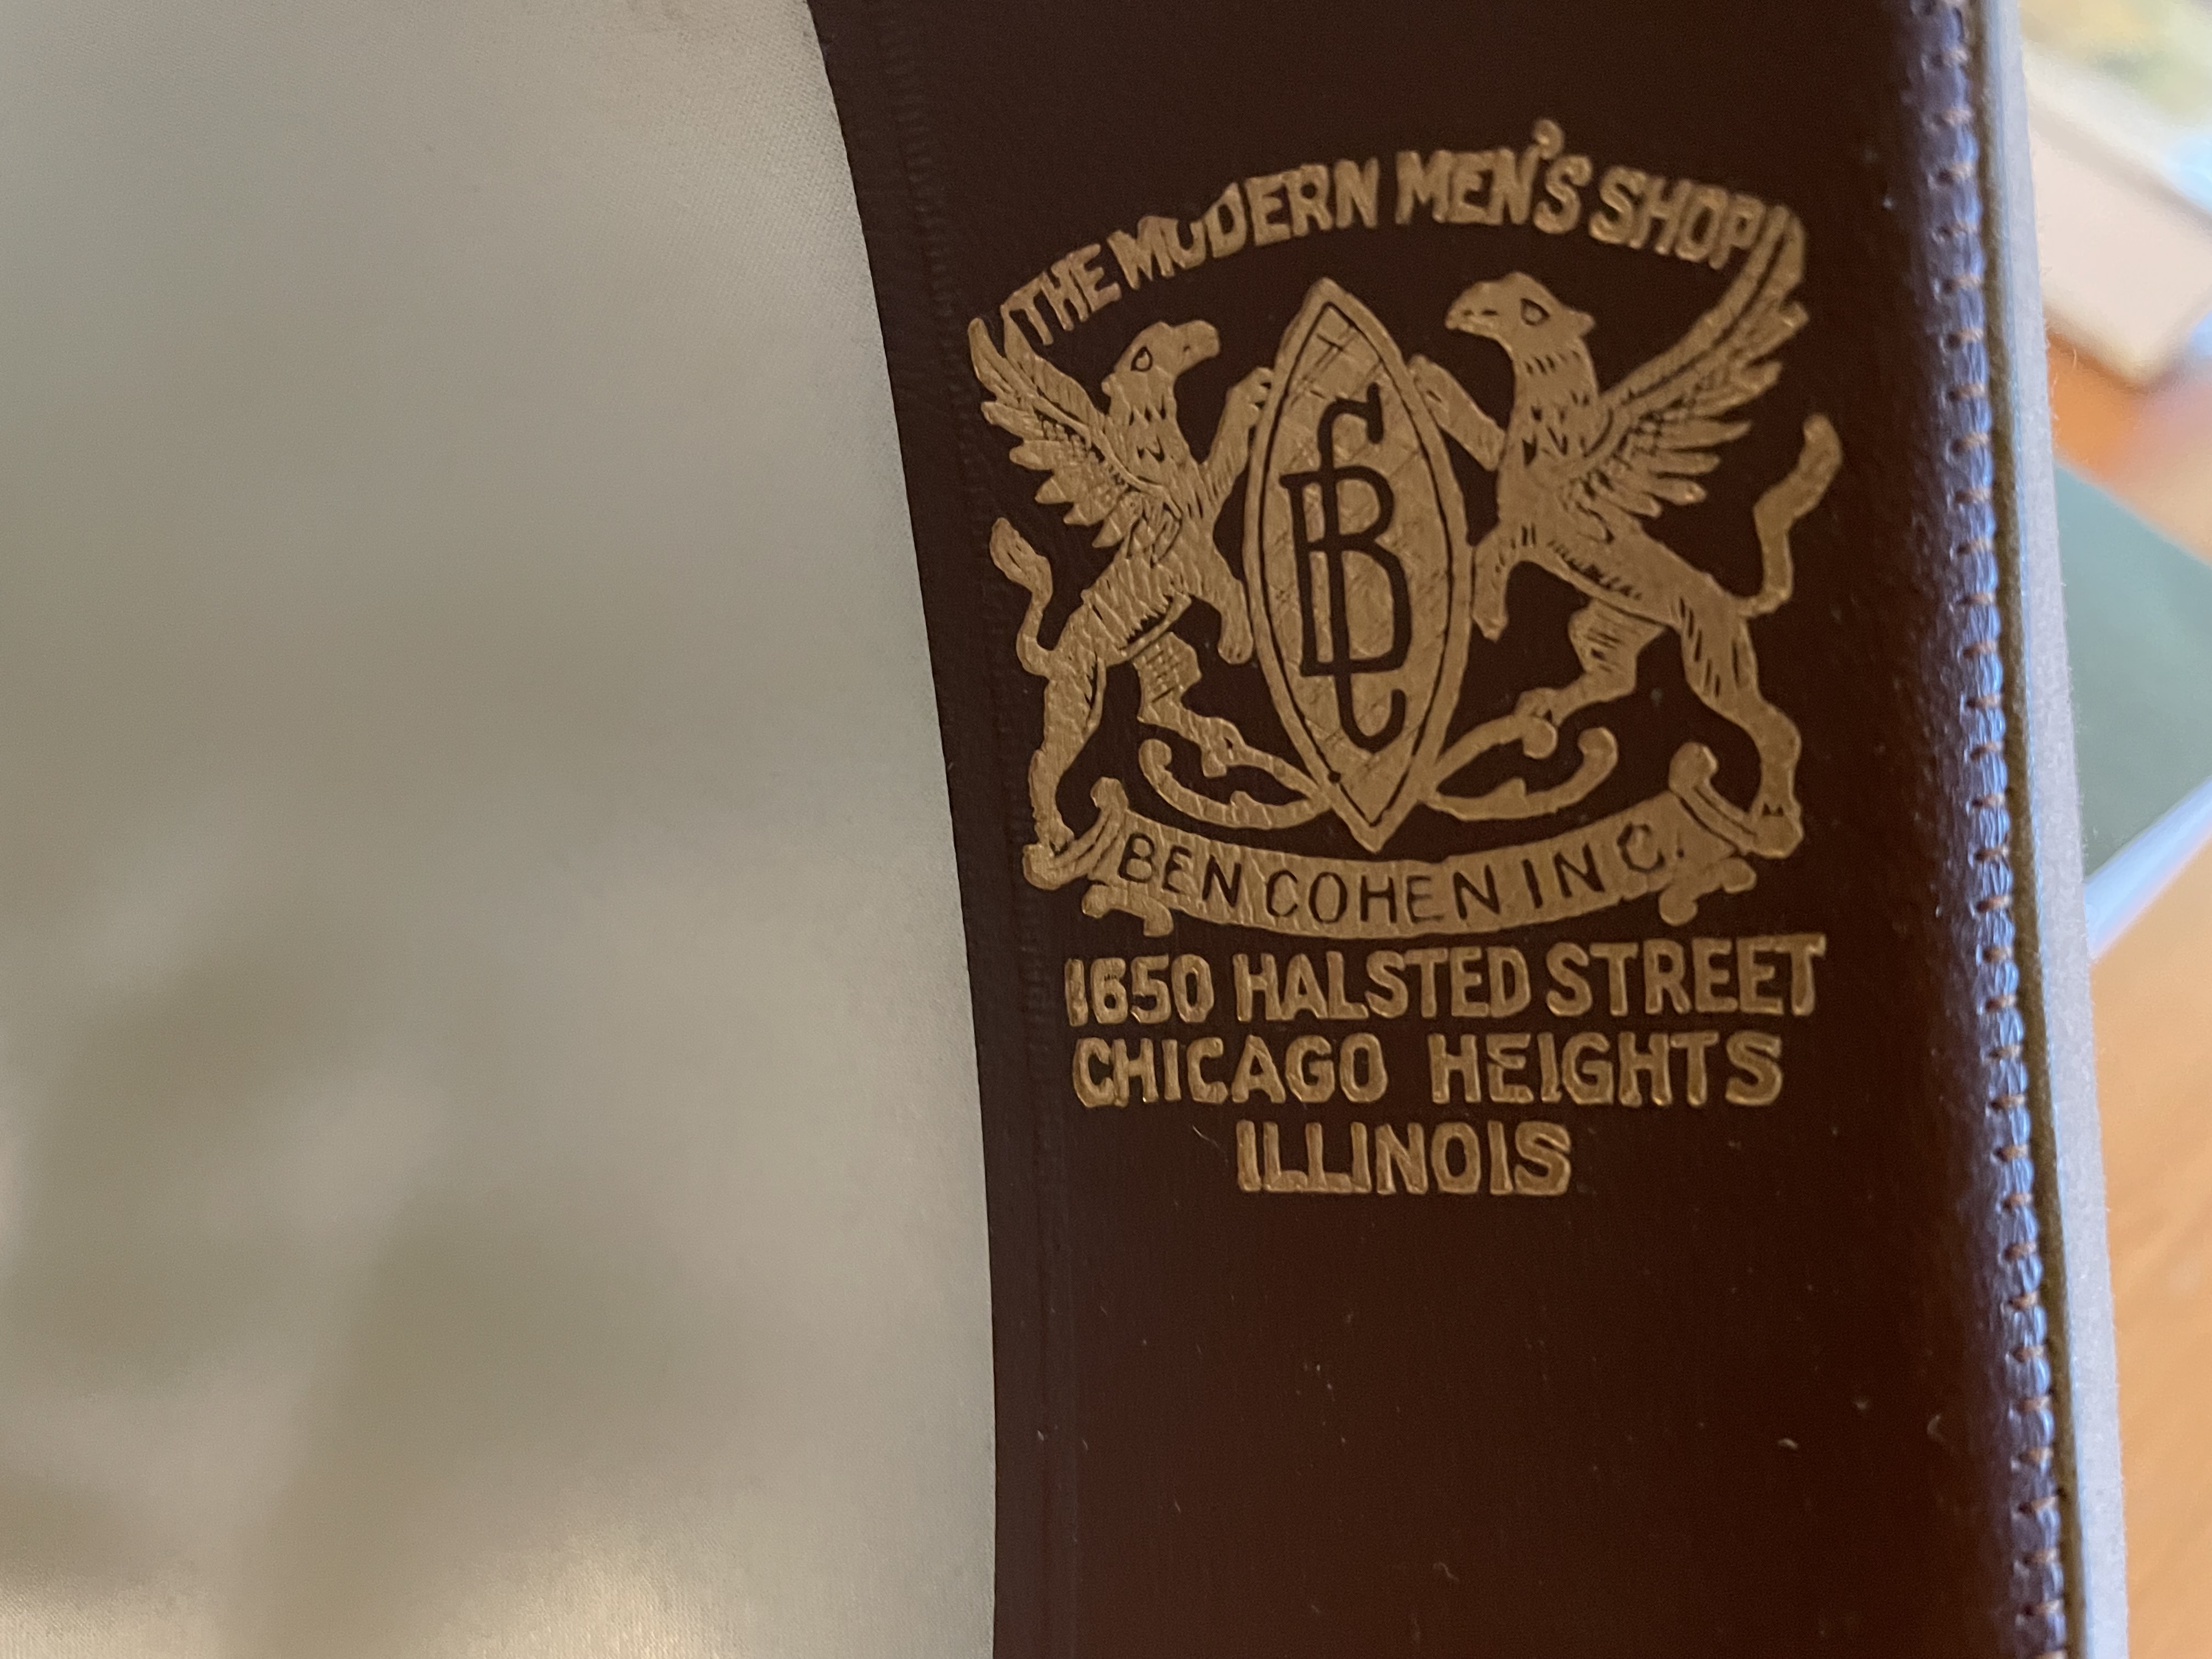 THE MODERN MEN'S SHOP
BC
BEN COHEN INC.
1650 HALSTED STREET
CHICAGO HEIGHTS
ILLINOIS